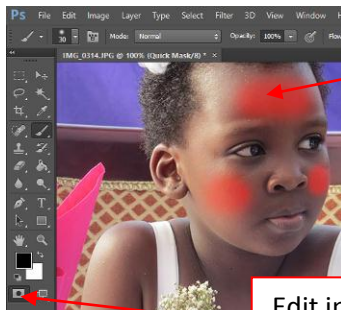 Ps File Edit Image Layer Type Select Filter 3D View Window
30 Mode: Normal Opacity: 100% Flow
IMG_0314.JPG @ 100% (Quick Mask/8) * ×
Edit in